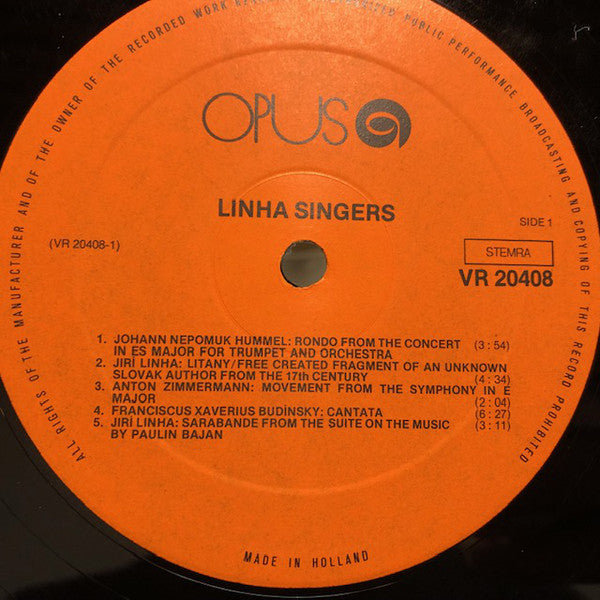 ALL RIGHTS OF THE MANUFACTURER AND OF THE OWNER OF THE RECORDED WORK PUBLIC PERFORMANCE BROADCASTING AND COPYING OF THIS RECORD PROHIBITED
OPUS
LINHA SINGERS
SIDE 1
(VR 20408-1)
STEMRA
VR 20408
1. JOHANN NEPOMUK HUMMEL: RONDO FROM THE CONCERT (3:54)
IN ES MAJOR FOR TRUMPET AND ORCHESTRA
2. JIRÍ LINHA: LITANY/FREE CREATED FRAGMENT OF AN UNKNOWN
SLOVAK AUTHOR FROM THE 17th CENTURY (4:34)
3. ANTON ZIMMERMANN: MOVEMENT FROM THE SYMPHONY IN E
MAJOR (2:04)
4. FRANCISCUS XAVERIUS BUDÍNSKY: CANTATA (6:27)
5. JIRÍ LINHA: SARABANDE FROM THE SUITE ON THE MUSIC (3:11)
BY PAULIN BAJAN
MADE IN HOLLAND